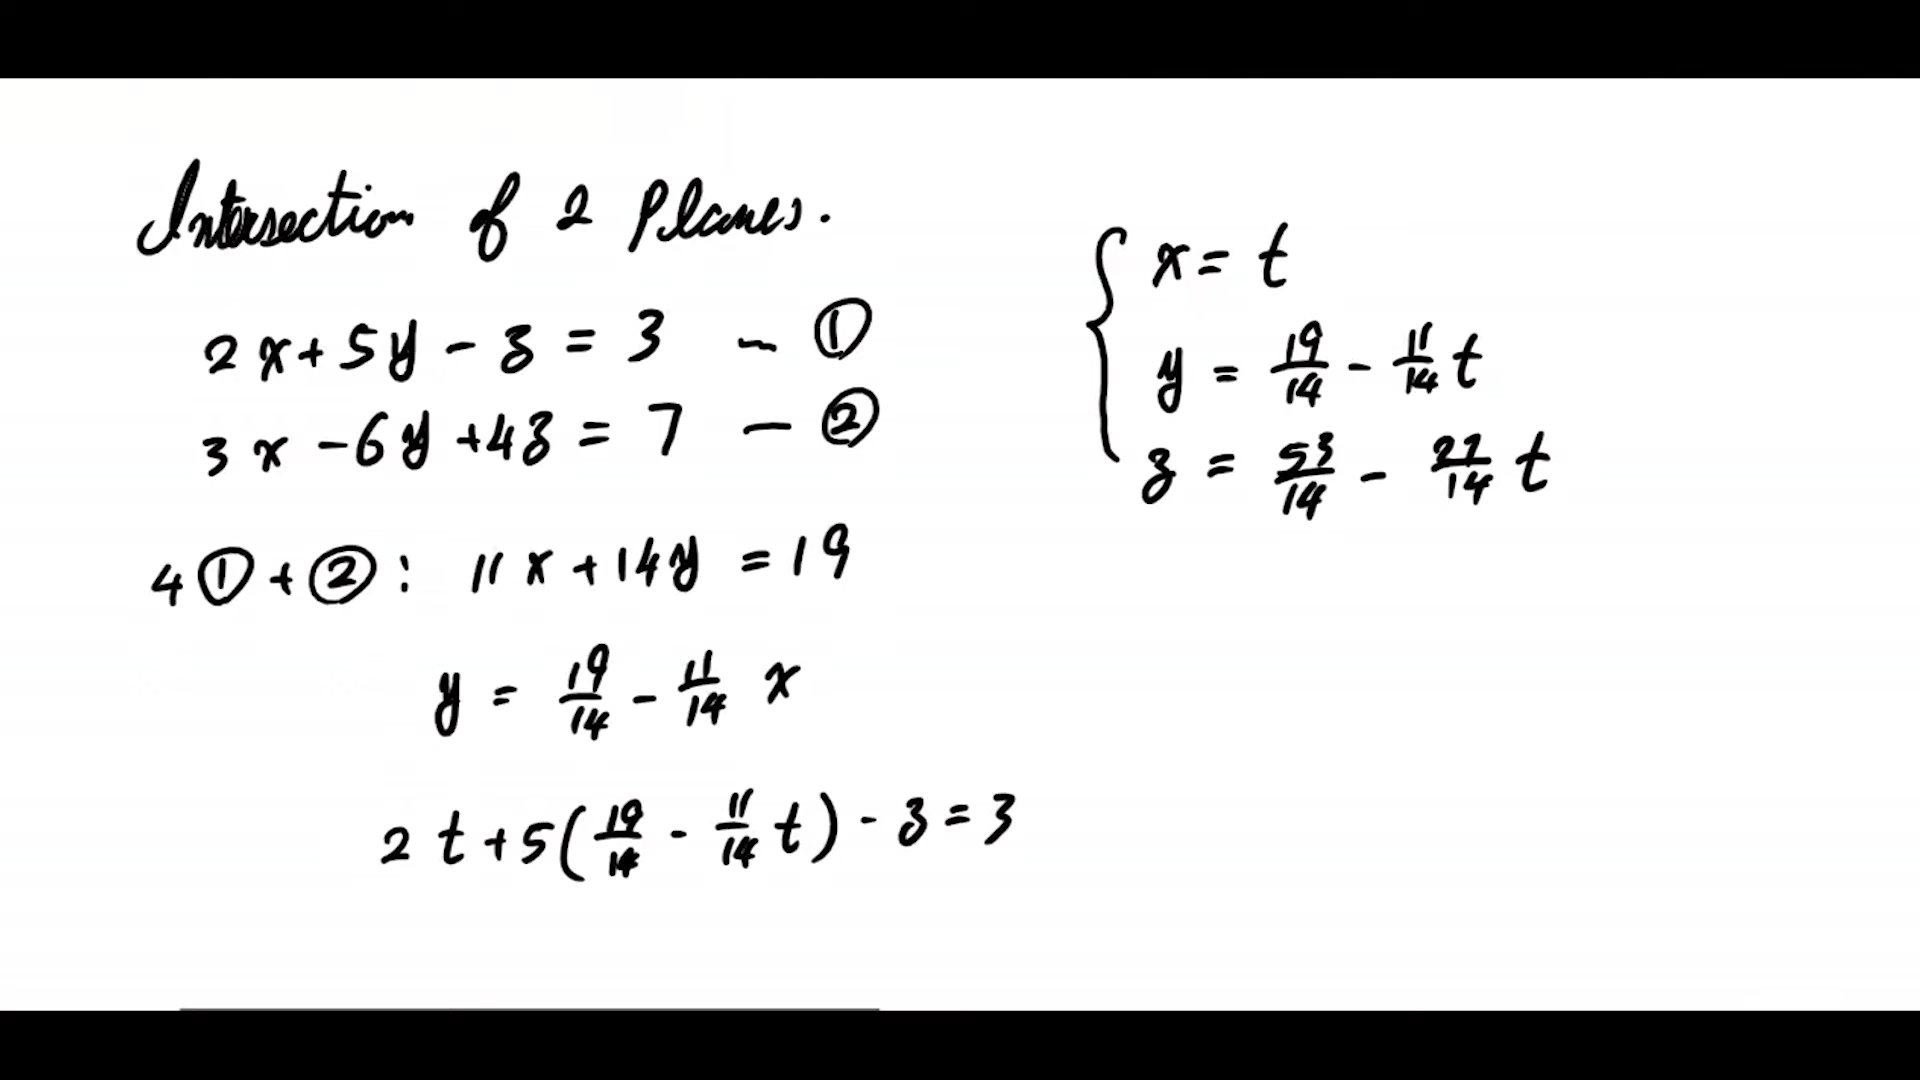 Intersection of 2 Planes.
2x + 5y - z = 3 — ①
3x - 6y + 4z = 7 — ②
4① + ② : 11x + 14y = 19
y = 19/14 - 11/14 x
2t + 5(19/14 - 11/14 t) - z = 3
{ x = t
y = 19/14 - 11/14 t
z = 53/14 - 27/14 t